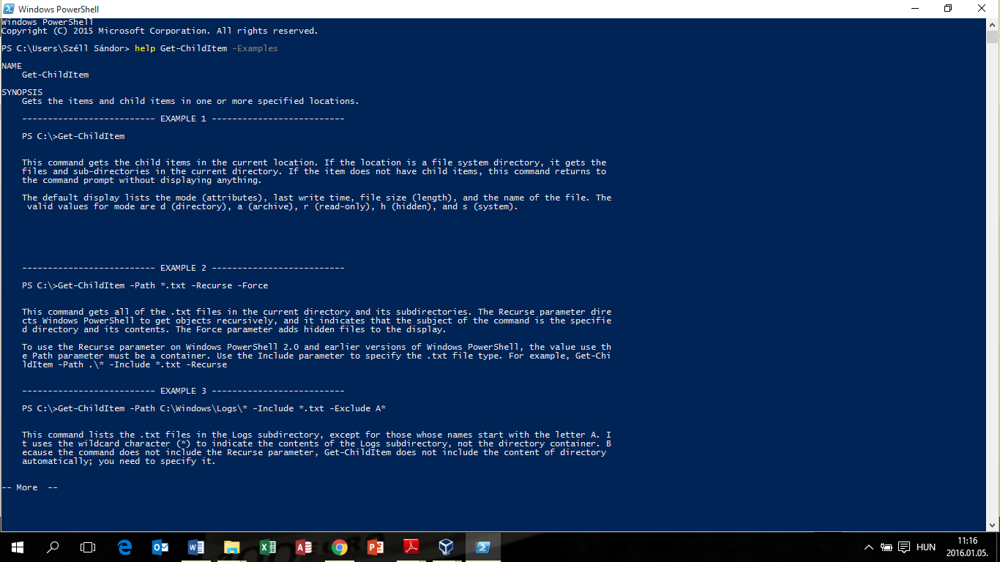 Windows PowerShell
Windows PowerShell
Copyright (C) 2015 Microsoft Corporation. All rights reserved.
PS C:\Users\Széll Sándor> help Get-ChildItem -Examples
NAME
Get-ChildItem
SYNOPSIS
Gets the items and child items in one or more specified locations.
-------------------------- EXAMPLE 1 --------------------------
PS C:\>Get-ChildItem
This command gets the child items in the current location. If the location is a file system directory, it gets the
files and sub-directories in the current directory. If the item does not have child items, this command returns to
the command prompt without displaying anything.
The default display lists the mode (attributes), last write time, file size (length), and the name of the file. The
valid values for mode are d (directory), a (archive), r (read-only), h (hidden), and s (system).
-------------------------- EXAMPLE 2 --------------------------
PS C:\>Get-ChildItem -Path *.txt -Recurse -Force
This command gets all of the .txt files in the current directory and its subdirectories. The Recurse parameter dire
cts Windows PowerShell to get objects recursively, and it indicates that the subject of the command is the specifie
d directory and its contents. The Force parameter adds hidden files to the display.
To use the Recurse parameter on Windows PowerShell 2.0 and earlier versions of Windows PowerShell, the value use th
e Path parameter must be a container. Use the Include parameter to specify the .txt file type. For example, Get-Chi
ldItem -Path .\* -Include *.txt -Recurse
-------------------------- EXAMPLE 3 --------------------------
PS C:\>Get-ChildItem -Path C:\Windows\Logs\* -Include *.txt -Exclude A*
This command lists the .txt files in the Logs subdirectory, except for those whose names start with the letter A. I
t uses the wildcard character (*) to indicate the contents of the Logs subdirectory, not the directory container. B
ecause the command does not include the Recurse parameter, Get-ChildItem does not include the content of directory
automatically; you need to specify it.
-- More --
HUN
11:16
2016.01.05.